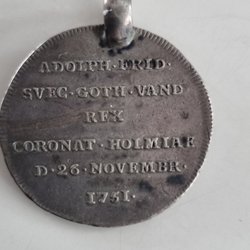 ADOLPH·FRID·
SVEC·GOTH·VAND
REX
CORONAT·HOLMIAE
D·26·NOVEMBR·
1751·